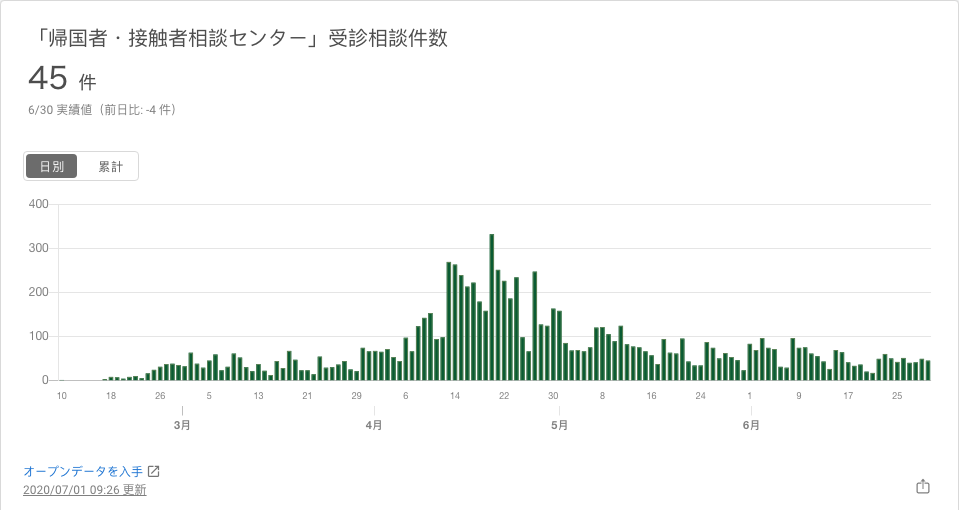 「帰国者・接触者相談センター」受診相談件数
45 件
6/30 実績値（前日比: -4 件）
日別 累計
400
300
200
100
0
10 18 26 5 13 21 29 6 14 22 30 8 16 24 1 9 17 25
3月 4月 5月 6月
オープンデータを入手
2020/07/01 09:26 更新